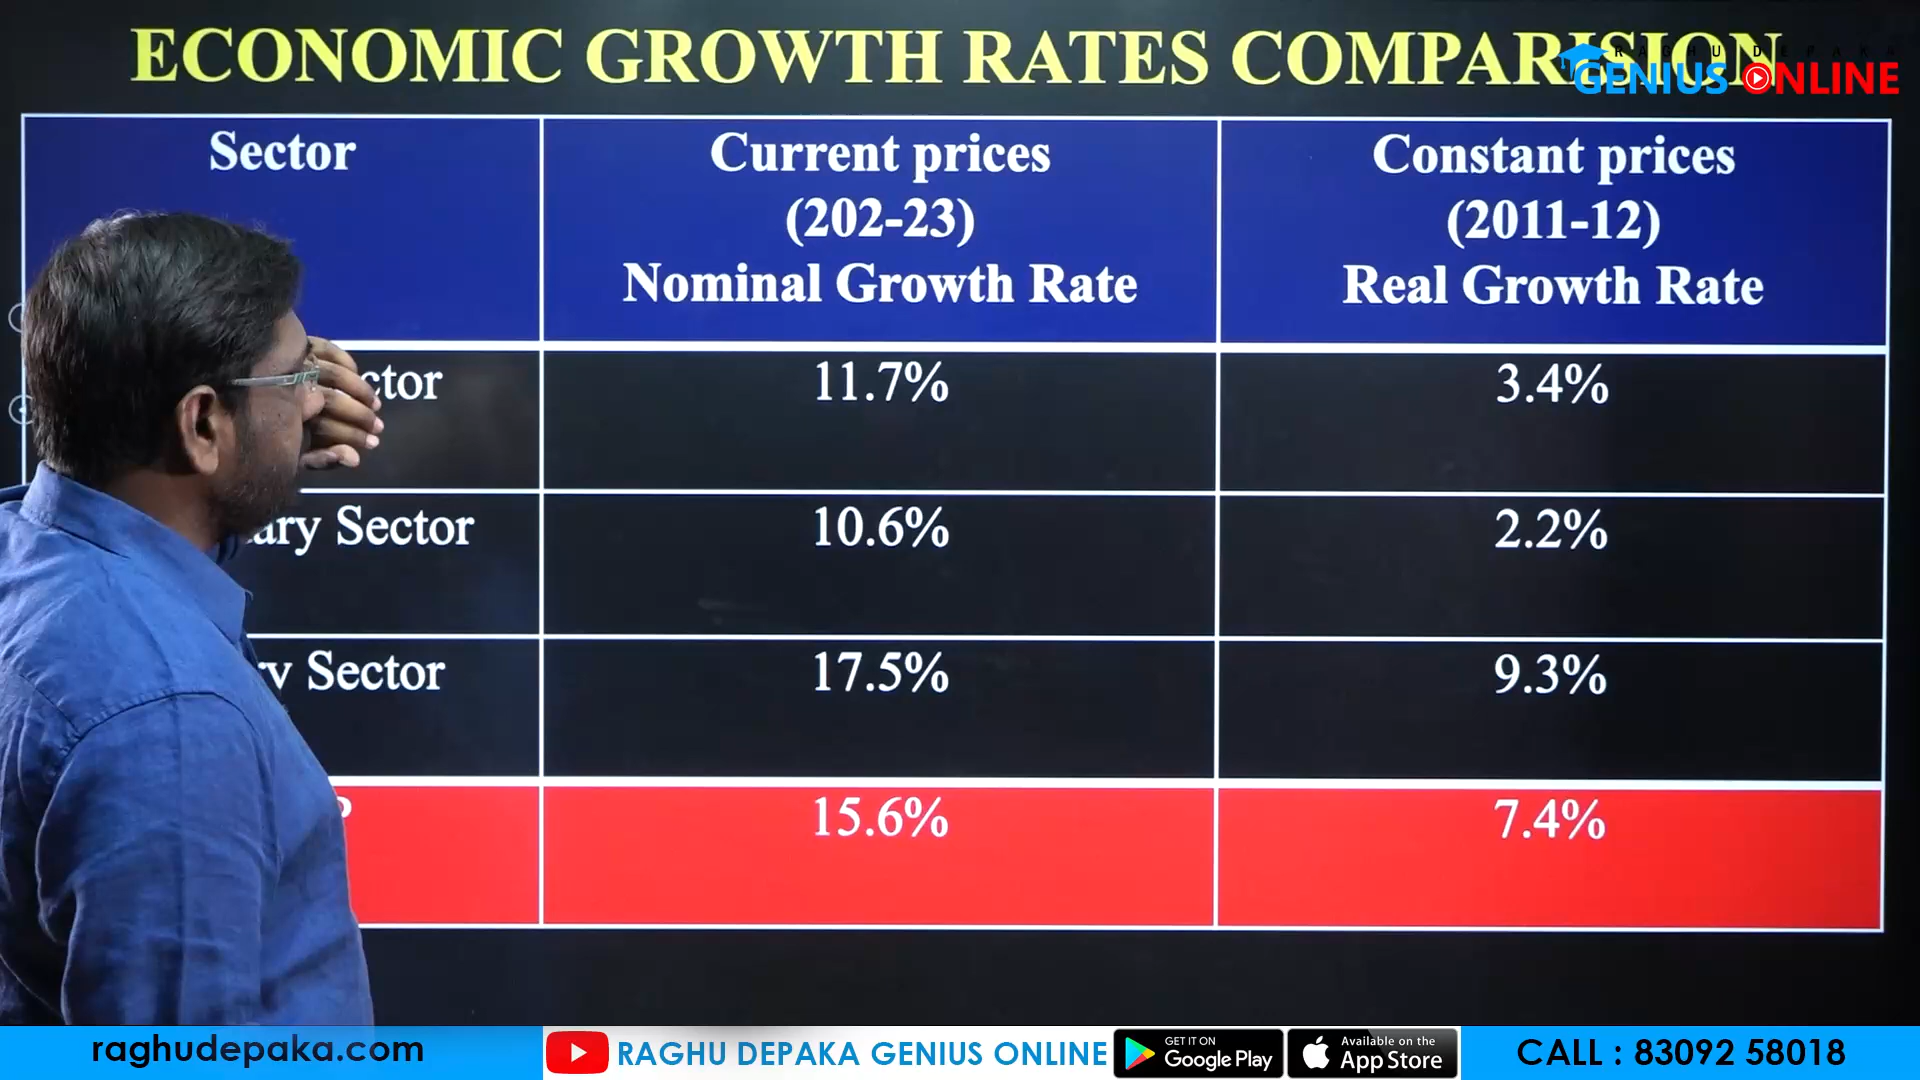 ECONOMIC GROWTH RATES COMPARISION
RAGHU DEPAKA
GENIUS ONLINE
Sector
Current prices
(202-23)
Nominal Growth Rate
Constant prices
(2011-12)
Real Growth Rate
11.7%
3.4%
Sector
10.6%
2.2%
Sector
17.5%
9.3%
15.6%
7.4%
raghudepaka.com
RAGHU DEPAKA GENIUS ONLINE
GET IT ON
Google Play
Available on the
App Store
CALL : 83092 58018